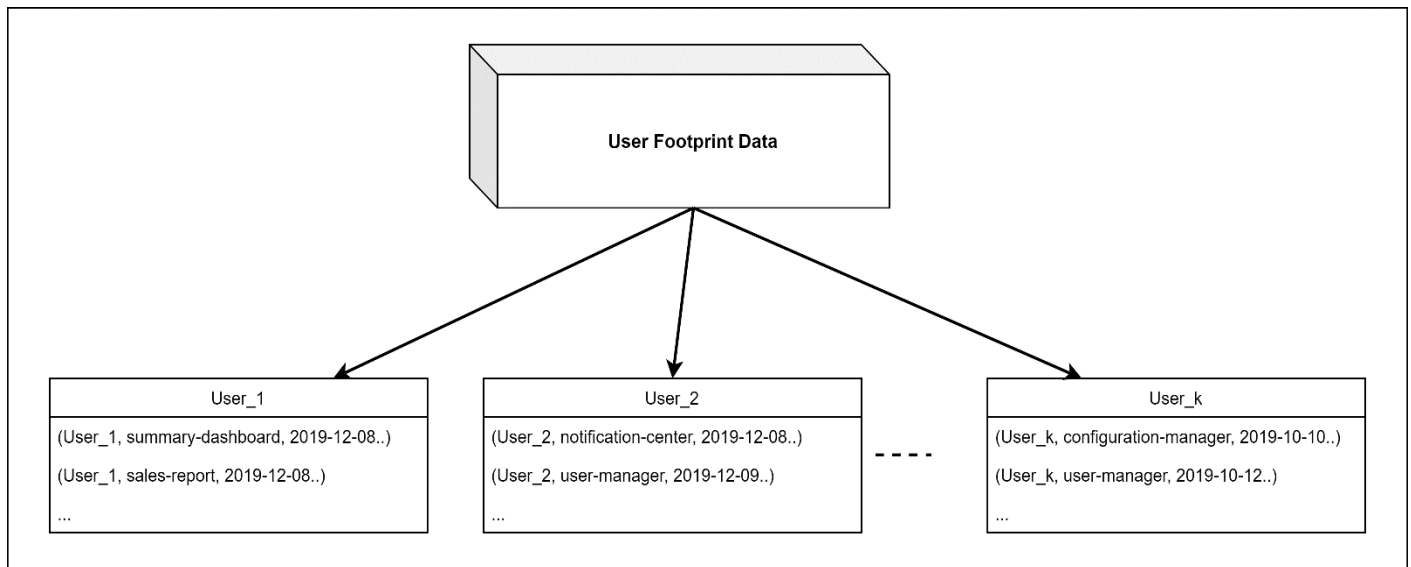 User Footprint Data
User_1
(User_1, summary-dashboard, 2019-12-08..)
(User_1, sales-report, 2019-12-08..)
...
User_2
(User_2, notification-center, 2019-12-08..)
(User_2, user-manager, 2019-12-09..)
...
User_k
(User_k, configuration-manager, 2019-10-10..)
(User_k, user-manager, 2019-10-12..)
...